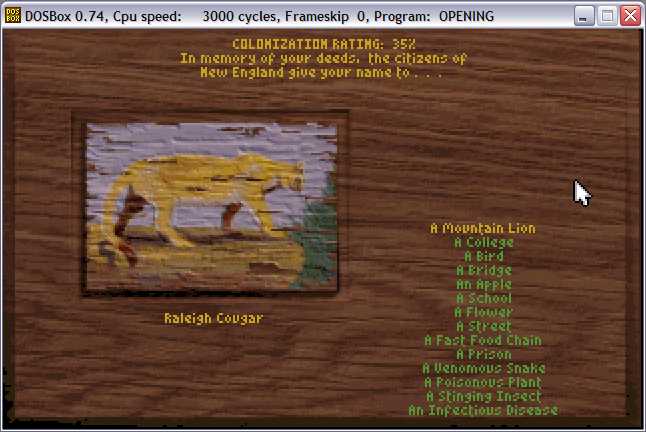 DOS
BOX
DOSBox 0.74, Cpu speed: 3000 cycles, Frameskip 0, Program: OPENING
COLONIZATION RATING: 35%
In memory of your deeds, the citizens of
New England give your name to . . .
Raleigh Cougar
A Mountain Lion
A College
A Bird
A Bridge
An Apple
A School
A Flower
A Street
A Fast Food Chain
A Prison
A Venomous Snake
A Poisonous Plant
A Stinging Insect
An Infectious Disease